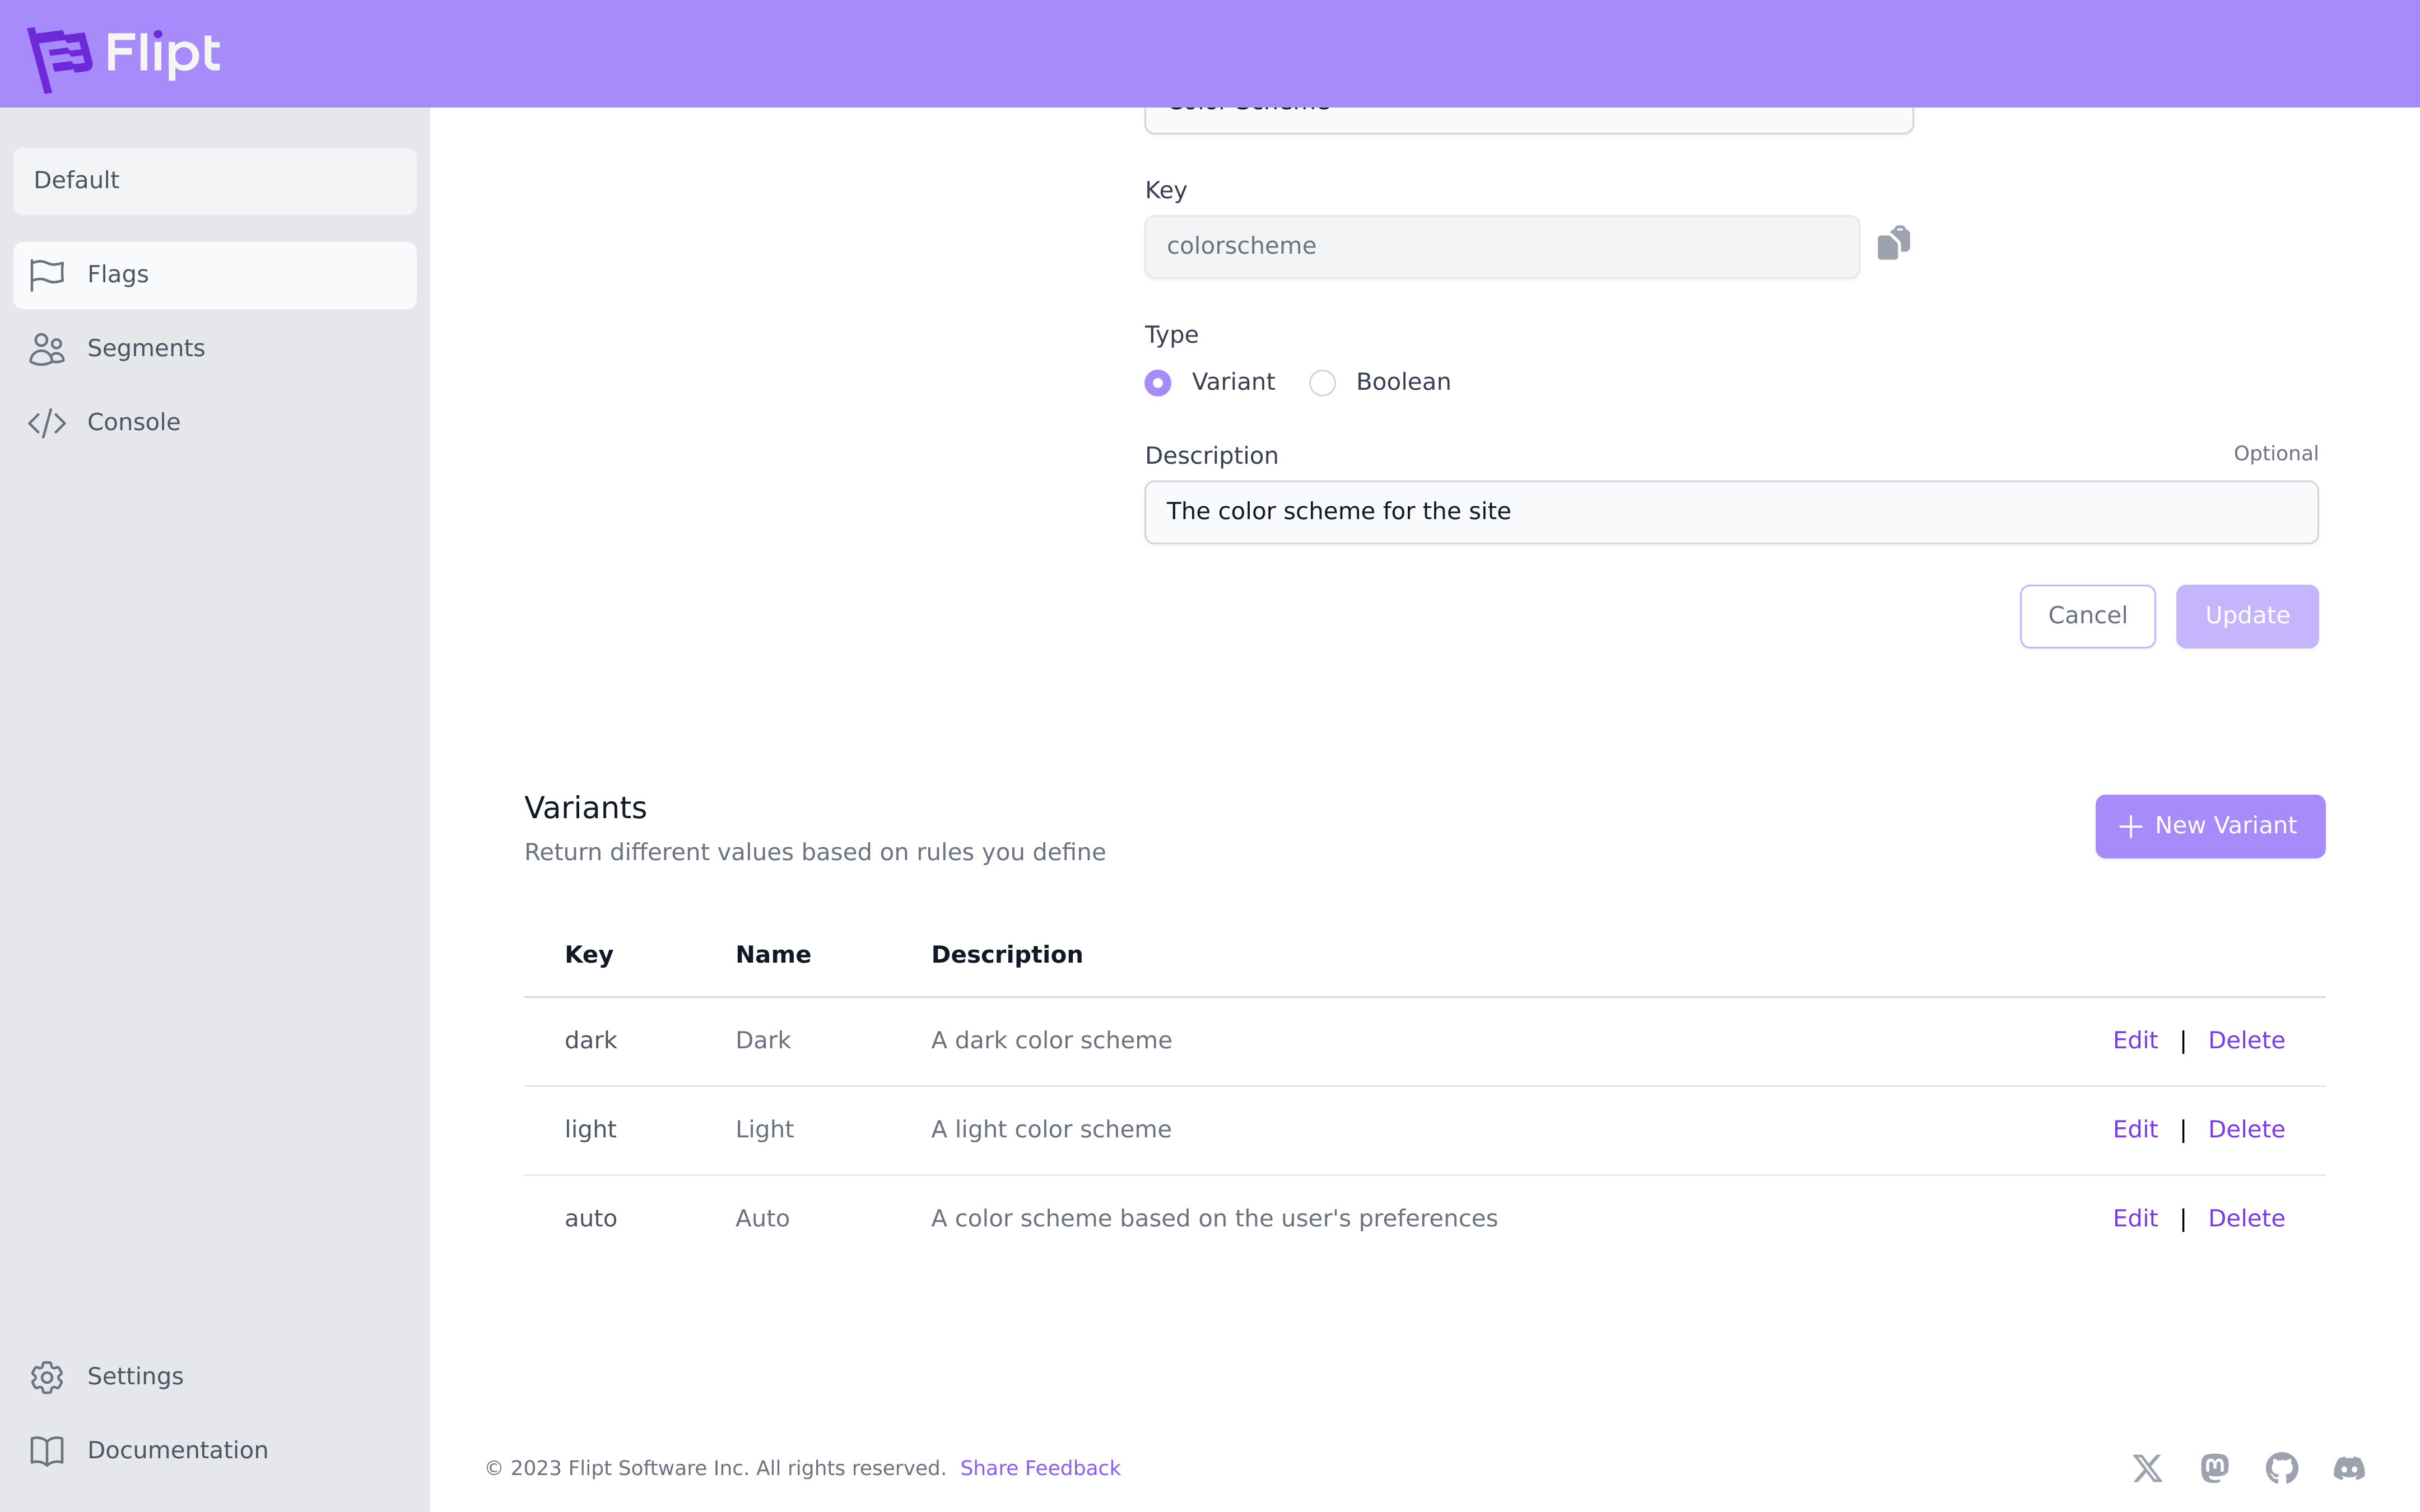 Flipt
Default
Flags
Segments
Console
Color Scheme
Key
colorscheme
Type
Variant Boolean
Description Optional
The color scheme for the site
Cancel Update
Variants
Return different values based on rules you define
New Variant
Key Name Description
dark Dark A dark color scheme Edit | Delete
light Light A light color scheme Edit | Delete
auto Auto A color scheme based on the user's preferences Edit | Delete
Settings
Documentation
© 2023 Flipt Software Inc. All rights reserved. Share Feedback